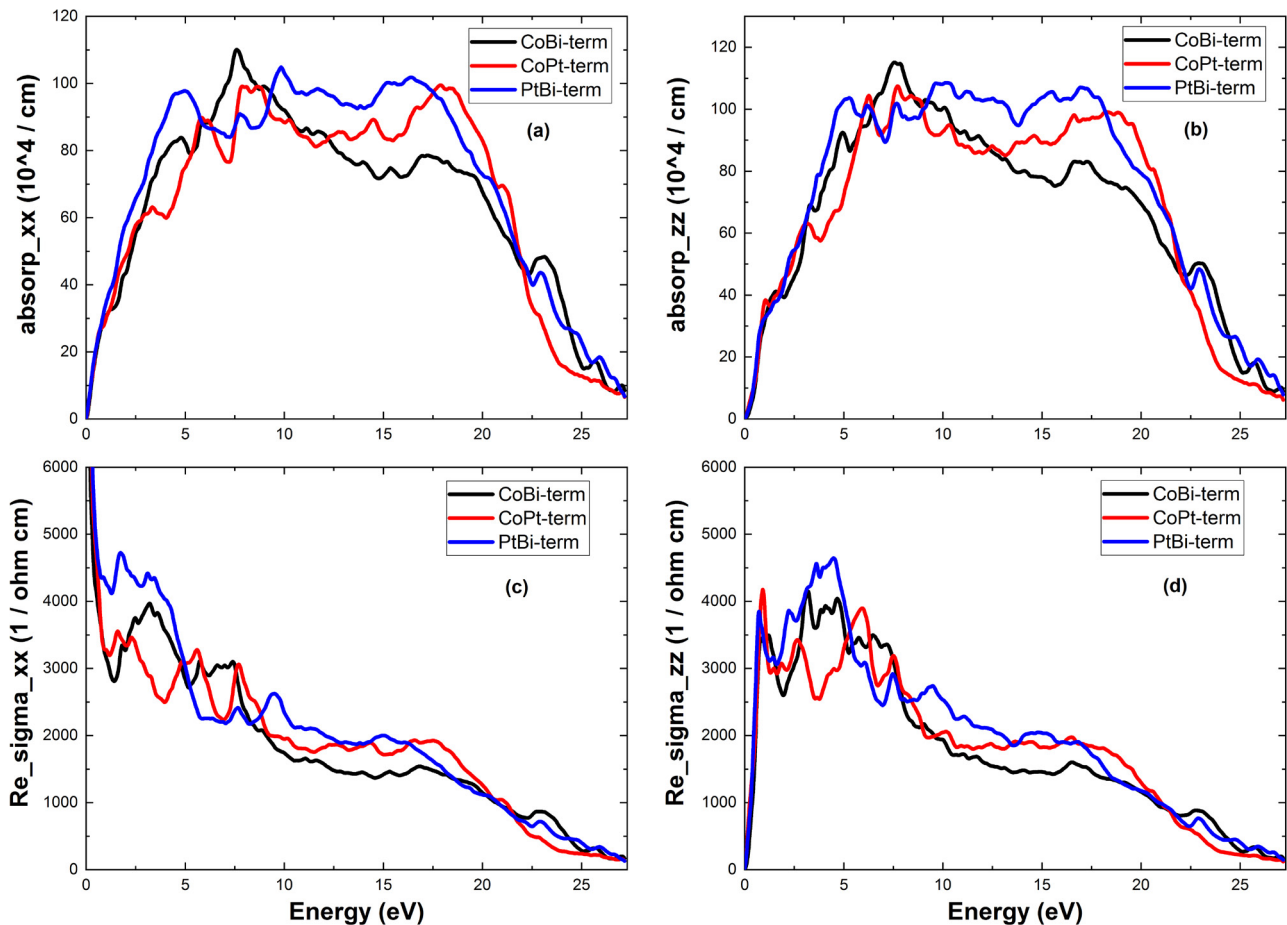 120
100
80
60
40
20
0
absorp_xx (10^4 / cm)
CoBi-term
CoPt-term
PtBi-term
(a)
0 5 10 15 20 25
120
100
80
60
40
20
0
absorp_zz (10^4 / cm)
CoBi-term
CoPt-term
PtBi-term
(b)
0 5 10 15 20 25
6000
5000
4000
3000
2000
1000
0
Re_sigma_xx (1 / ohm cm)
CoBi-term
CoPt-term
PtBi-term
(c)
0 5 10 15 20 25
Energy (eV)
6000
5000
4000
3000
2000
1000
0
Re_sigma_zz (1 / ohm cm)
CoBi-term
CoPt-term
PtBi-term
(d)
0 5 10 15 20 25
Energy (eV)